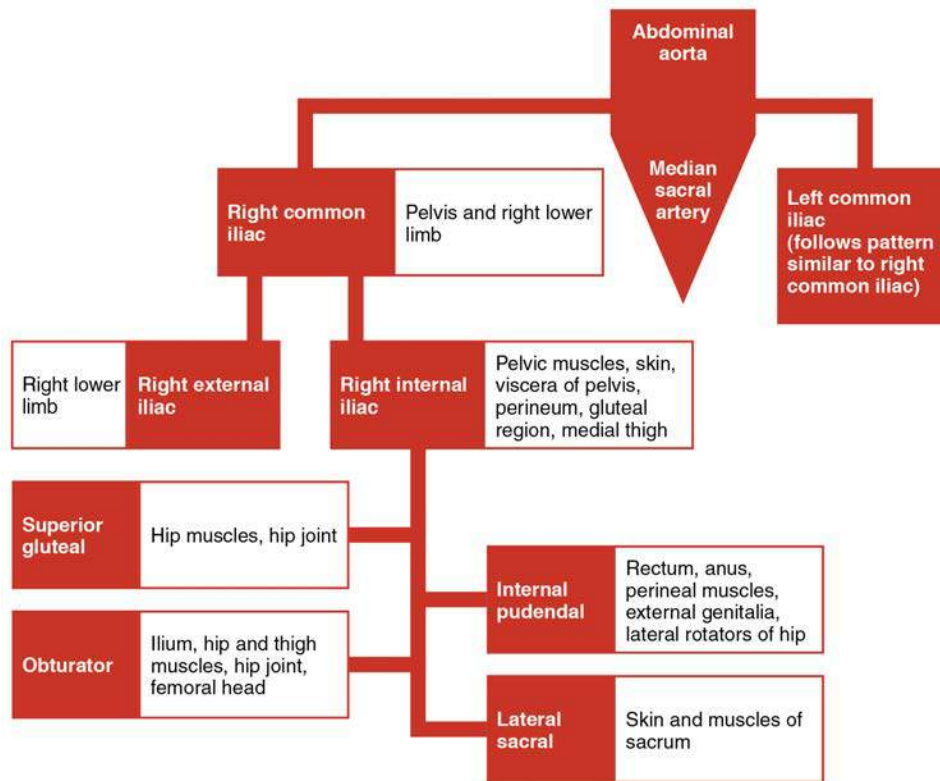 Abdominal
aorta
Median
sacral
artery
Right common
iliac
Pelvis and right lower
limb
Left common
iliac
(follows pattern
similar to right
common iliac)
Right lower
limb
Right external
iliac
Right internal
iliac
Pelvic muscles, skin,
viscera of pelvis,
perineum, gluteal
region, medial thigh
Superior
gluteal
Hip muscles, hip joint
Internal
pudendal
Rectum, anus,
perineal muscles,
external genitalia,
lateral rotators of hip
Obturator
Ilium, hip and thigh
muscles, hip joint,
femoral head
Lateral
sacral
Skin and muscles of
sacrum